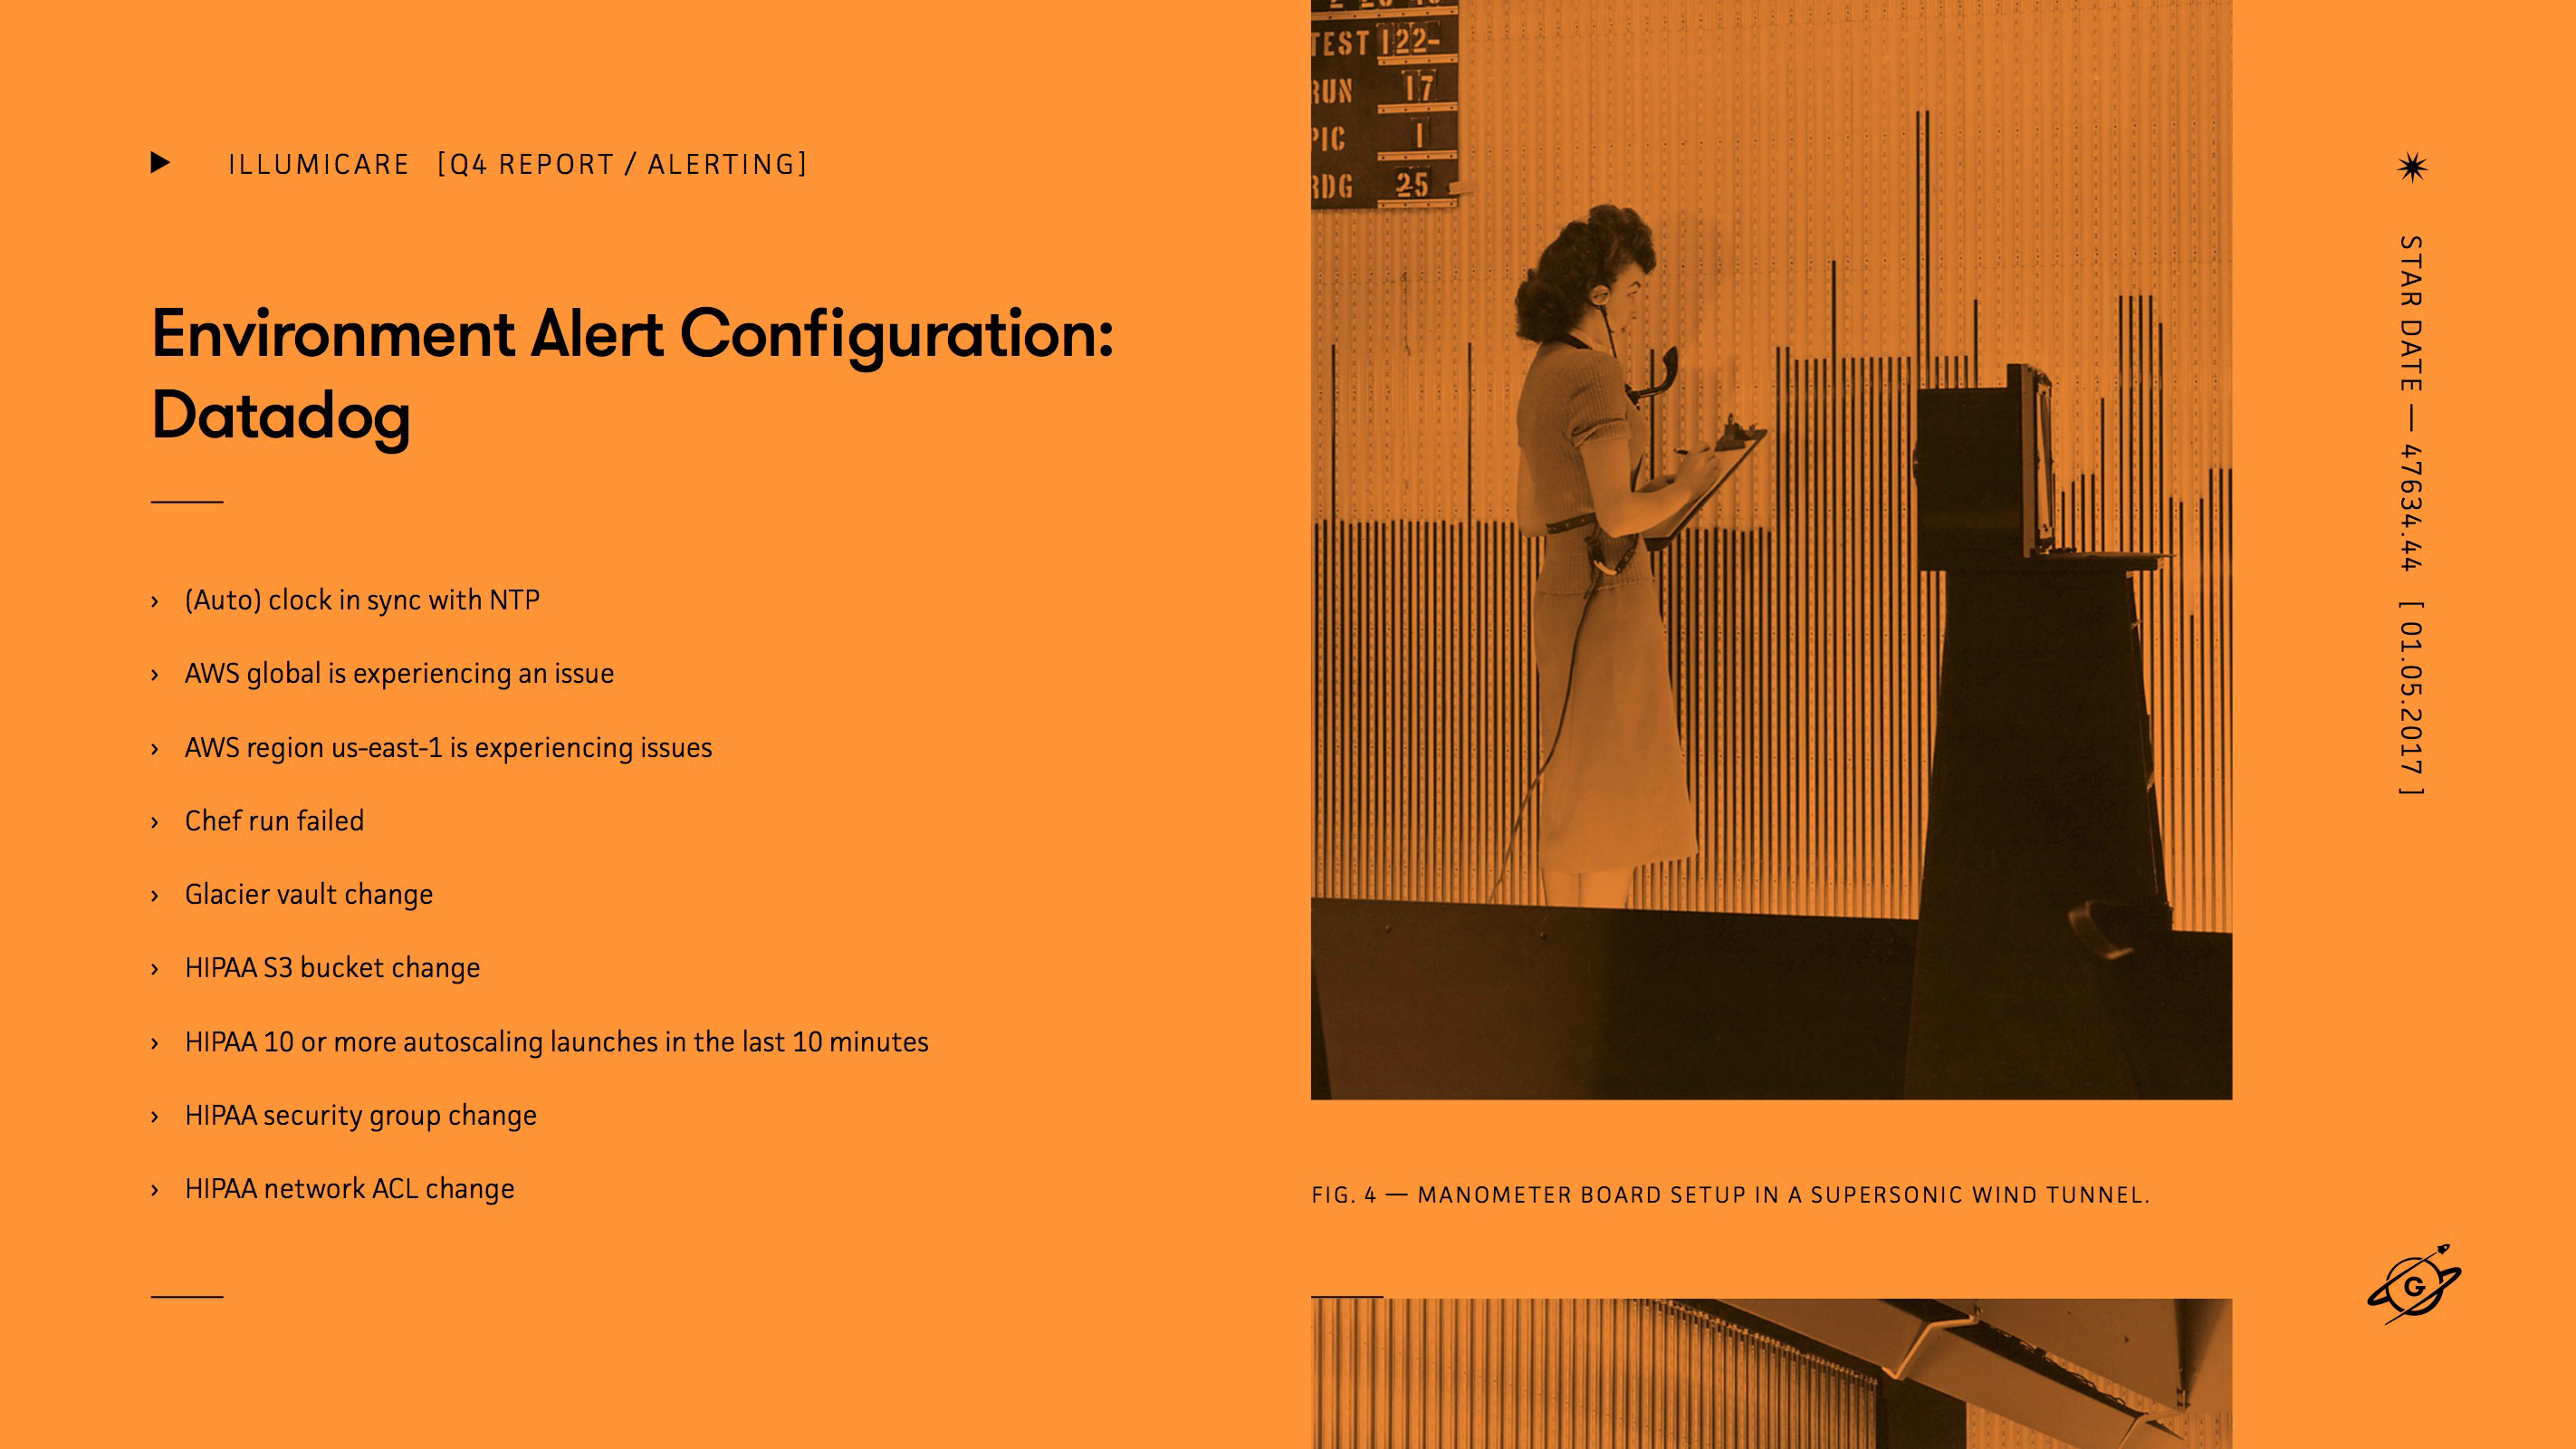 ▶ ILLUMICARE [Q4 REPORT / ALERTING]
Environment Alert Configuration:
Datadog
› (Auto) clock in sync with NTP
› AWS global is experiencing an issue
› AWS region us-east-1 is experiencing issues
› Chef run failed
› Glacier vault change
› HIPAA S3 bucket change
› HIPAA 10 or more autoscaling launches in the last 10 minutes
› HIPAA security group change
› HIPAA network ACL change
TEST 122-
RUN 17
PIC 1
RDG 25
FIG. 4 — MANOMETER BOARD SETUP IN A SUPERSONIC WIND TUNNEL.
STAR DATE — 47634.44 [ 01.05.2017 ]
G